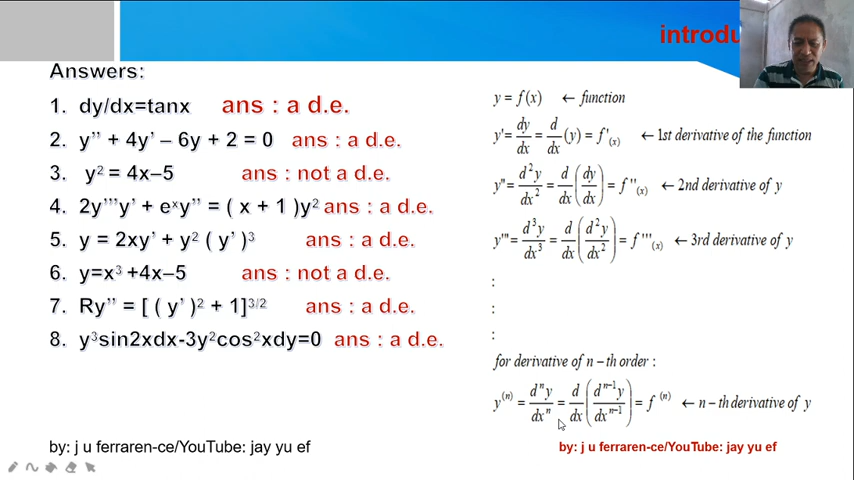 introdu
Answers:
1. dy/dx=tanx ans : a d.e.
2. y’’ + 4y’ – 6y + 2 = 0 ans : a d.e.
3. y² = 4x–5 ans : not a d.e.
4. 2y’’’y’ + eˣy’’ = ( x + 1 )y² ans : a d.e.
5. y = 2xy’ + y² ( y’ )³ ans : a d.e.
6. y=x³ +4x–5 ans : not a d.e.
7. Ry’’ = [ ( y’ )² + 1]³ᐟ² ans : a d.e.
8. y³sin2xdx-3y²cos²xdy=0 ans : a d.e.
by: j u ferraren-ce/YouTube: jay yu ef
y = f(x) ← function
y' = dy/dx = d/dx (y) = f'₍ₓ₎ ← 1st derivative of the function
y'' = d²y/dx² = d/dx (dy/dx) = f''₍ₓ₎ ← 2nd derivative of y
y''' = d³y/dx³ = d/dx (d²y/dx²) = f'''₍ₓ₎ ← 3rd derivative of y
:
:
:
for derivative of n – th order :
y⁽ⁿ⁾ = dⁿy/dxⁿ = d/dx (dⁿ⁻¹y/dxⁿ⁻¹) = f ⁽ⁿ⁾ ← n – th derivative of y
by: j u ferraren-ce/YouTube: jay yu ef